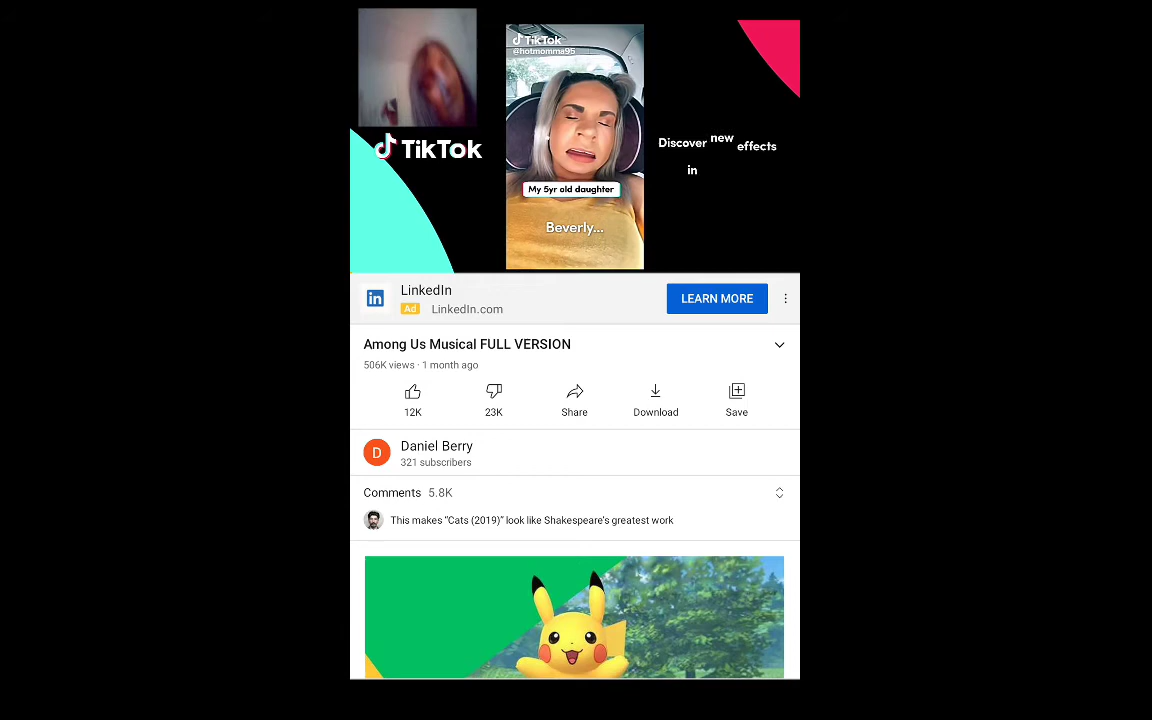 TikTok
@hotmomma95
TikTok
My 5yr old daughter
Beverly...
Discover new effects
in
in
LinkedIn
Ad LinkedIn.com
LEARN MORE
Among Us Musical FULL VERSION
506K views · 1 month ago
12K 23K Share Download Save
D
Daniel Berry
321 subscribers
Comments 5.8K
This makes "Cats (2019)" look like Shakespeare's greatest work